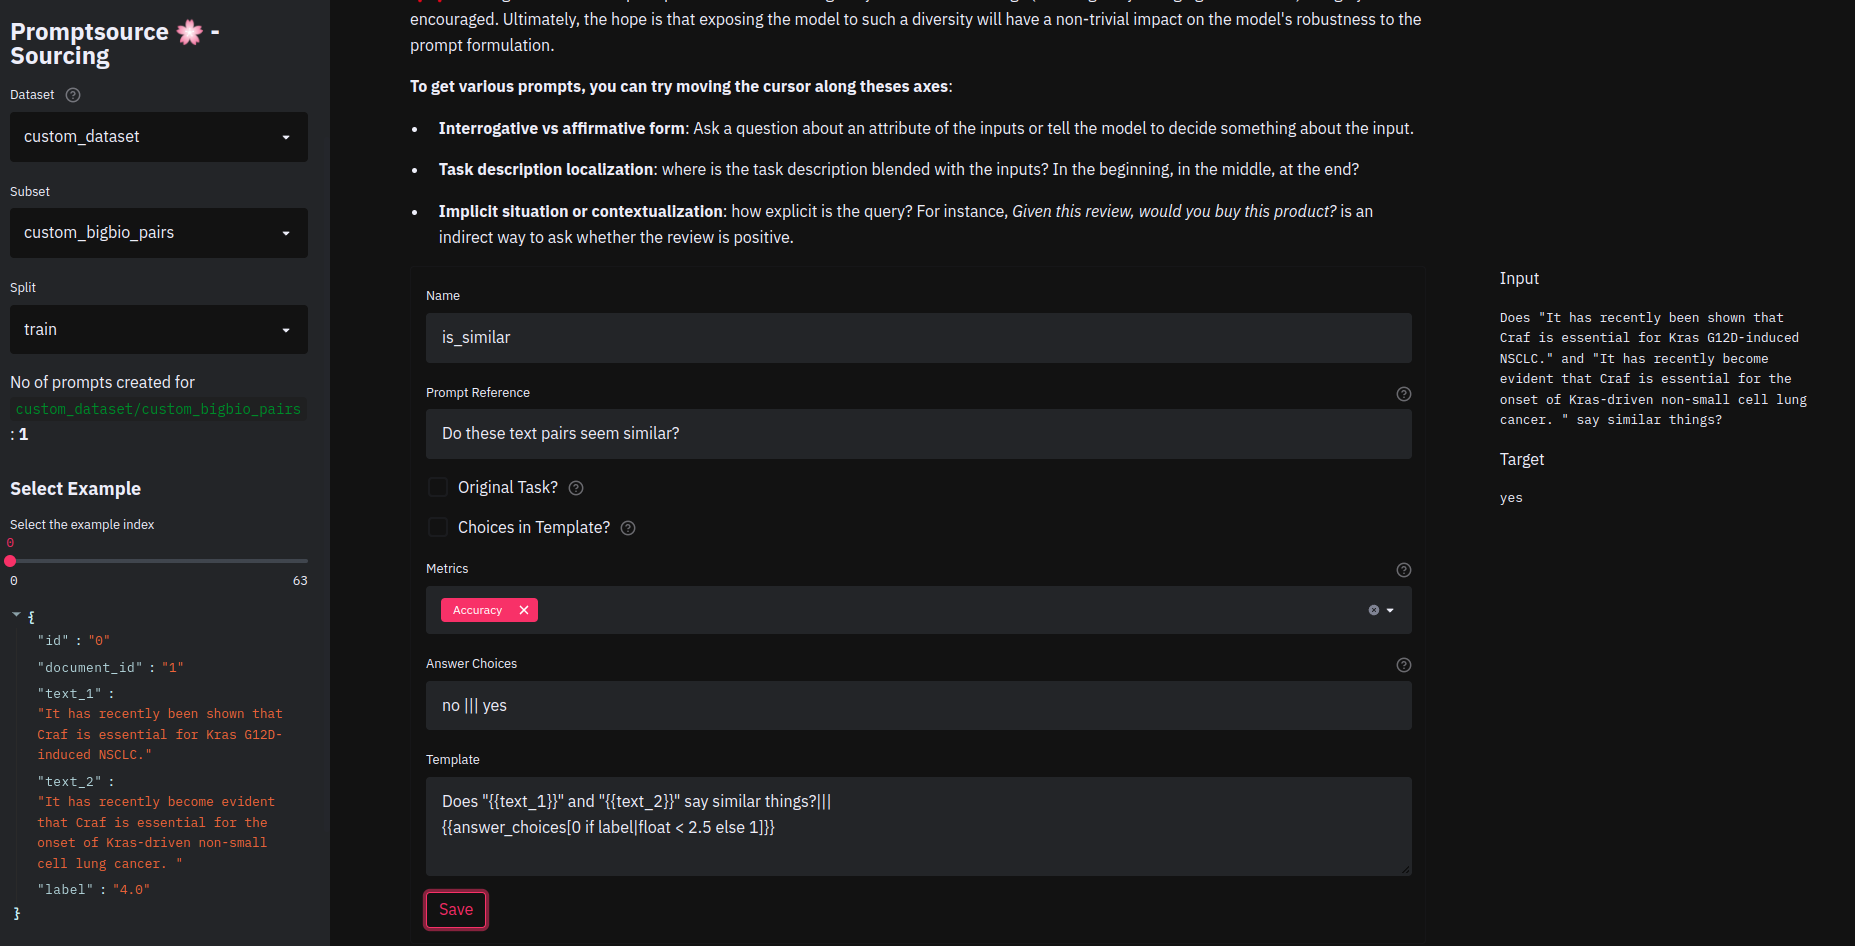 Promptsource 🌸 -
Sourcing
Dataset
custom_dataset
Subset
custom_bigbio_pairs
Split
train
No of prompts created for
custom_dataset/custom_bigbio_pairs
: 1
Select Example
Select the example index
0
0 63
{
"id" : "0"
"document_id" : "1"
"text_1" :
"It has recently been shown that
Craf is essential for Kras G12D-
induced NSCLC."
"text_2" :
"It has recently become evident
that Craf is essential for the
onset of Kras-driven non-small
cell lung cancer. "
"label" : "4.0"
}
encouraged. Ultimately, the hope is that exposing the model to such a diversity will have a non-trivial impact on the model's robustness to the
prompt formulation.
To get various prompts, you can try moving the cursor along theses axes:
• Interrogative vs affirmative form: Ask a question about an attribute of the inputs or tell the model to decide something about the input.
• Task description localization: where is the task description blended with the inputs? In the beginning, in the middle, at the end?
• Implicit situation or contextualization: how explicit is the query? For instance, Given this review, would you buy this product? is an
indirect way to ask whether the review is positive.
Name
is_similar
Prompt Reference
Do these text pairs seem similar?
Original Task?
Choices in Template?
Metrics
Accuracy
Answer Choices
no ||| yes
Template
Does "{{text_1}}" and "{{text_2}}" say similar things?|||
{{answer_choices[0 if label|float < 2.5 else 1]}}
Save
Input
Does "It has recently been shown that
Craf is essential for Kras G12D-induced
NSCLC." and "It has recently become
evident that Craf is essential for the
onset of Kras-driven non-small cell lung
cancer. " say similar things?
Target
yes